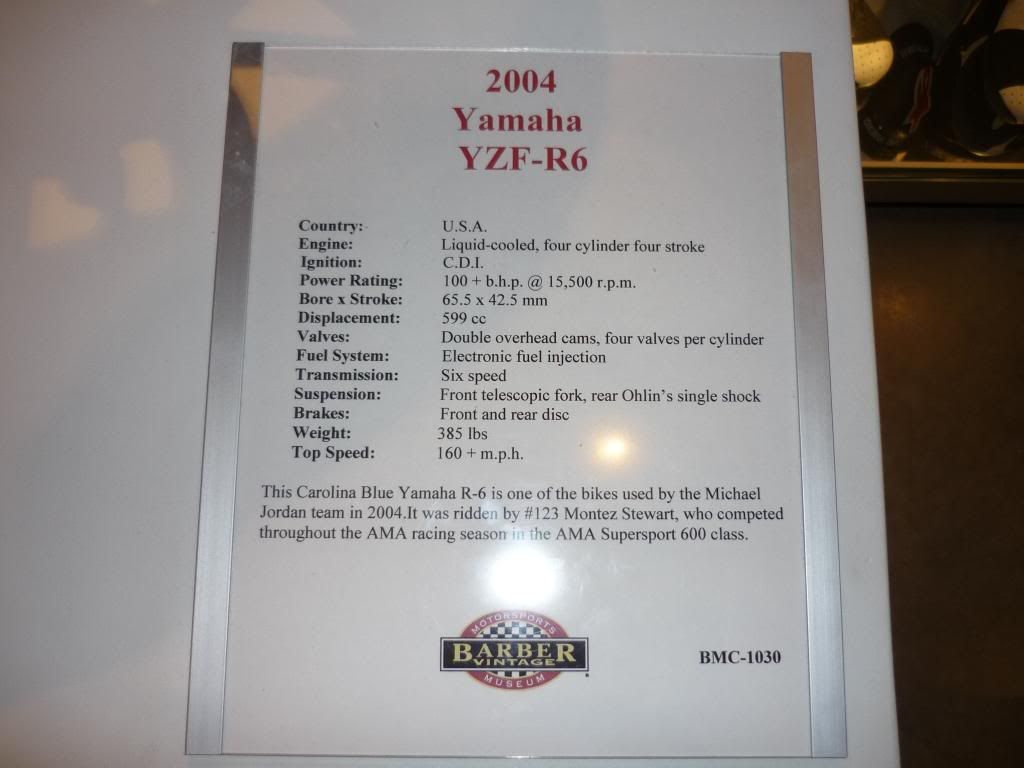 2004
Yamaha
YZF-R6
Country: U.S.A.
Engine: Liquid-cooled, four cylinder four stroke
Ignition: C.D.I.
Power Rating: 100 + b.h.p. @ 15,500 r.p.m.
Bore x Stroke: 65.5 x 42.5 mm
Displacement: 599 cc
Valves: Double overhead cams, four valves per cylinder
Fuel System: Electronic fuel injection
Transmission: Six speed
Suspension: Front telescopic fork, rear Ohlin's single shock
Brakes: Front and rear disc
Weight: 385 lbs
Top Speed: 160 + m.p.h.
This Carolina Blue Yamaha R-6 is one of the bikes used by the Michael
Jordan team in 2004.It was ridden by #123 Montez Stewart, who competed
throughout the AMA racing season in the AMA Supersport 600 class.
MOTORSPORTS
BARBER
VINTAGE
MUSEUM
BMC-1030